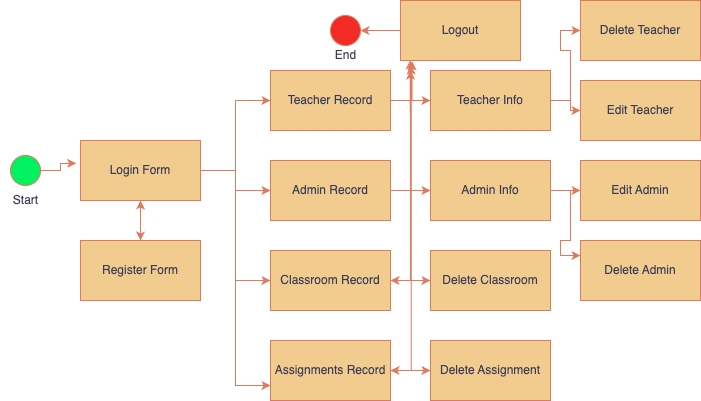 Logout
Delete Teacher
End
Teacher Record
Teacher Info
Edit Teacher
Login Form
Start
Admin Record
Admin Info
Edit Admin
Register Form
Delete Admin
Classroom Record
Delete Classroom
Assignments Record
Delete Assignment